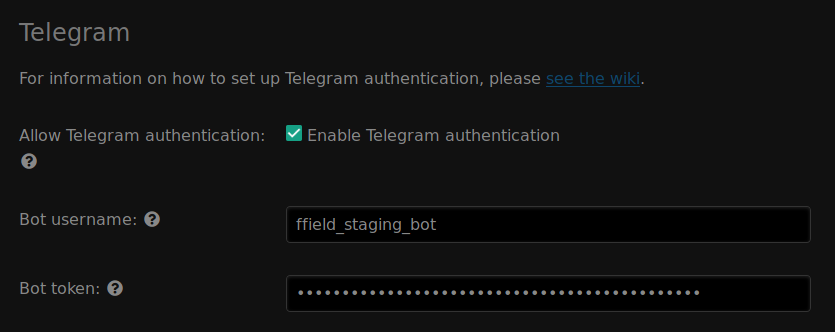 Telegram
For information on how to set up Telegram authentication, please see the wiki.
Allow Telegram authentication: Enable Telegram authentication
?
Bot username: ? ffield_staging_bot
Bot token: ? •••••••••••••••••••••••••••••••••••••••••••••